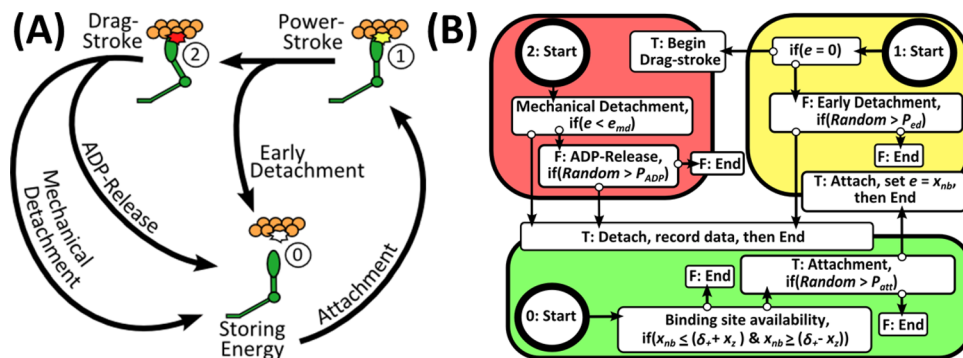 (A)
Drag-
Stroke
2
Power-
Stroke
1
Early
Detachment
ADP-Release
Mechanical
Detachment
Attachment
0
Storing
Energy
(B)
2: Start
T: Begin
Drag-stroke
if(e = 0)
1: Start
Mechanical Detachment,
if(e < e_md)
F: Early Detachment,
if(Random > P_ed)
F: ADP-Release,
if(Random > P_ADP)
F: End
F: End
T: Attach, set e = x_nb,
then End
T: Detach, record data, then End
F: End
T: Attachment,
if(Random > P_att)
0: Start
Binding site availability,
if(x_nb ≤ (δ_+ + x_z ) & x_nb ≥ (δ_+ - x_z))
F: End